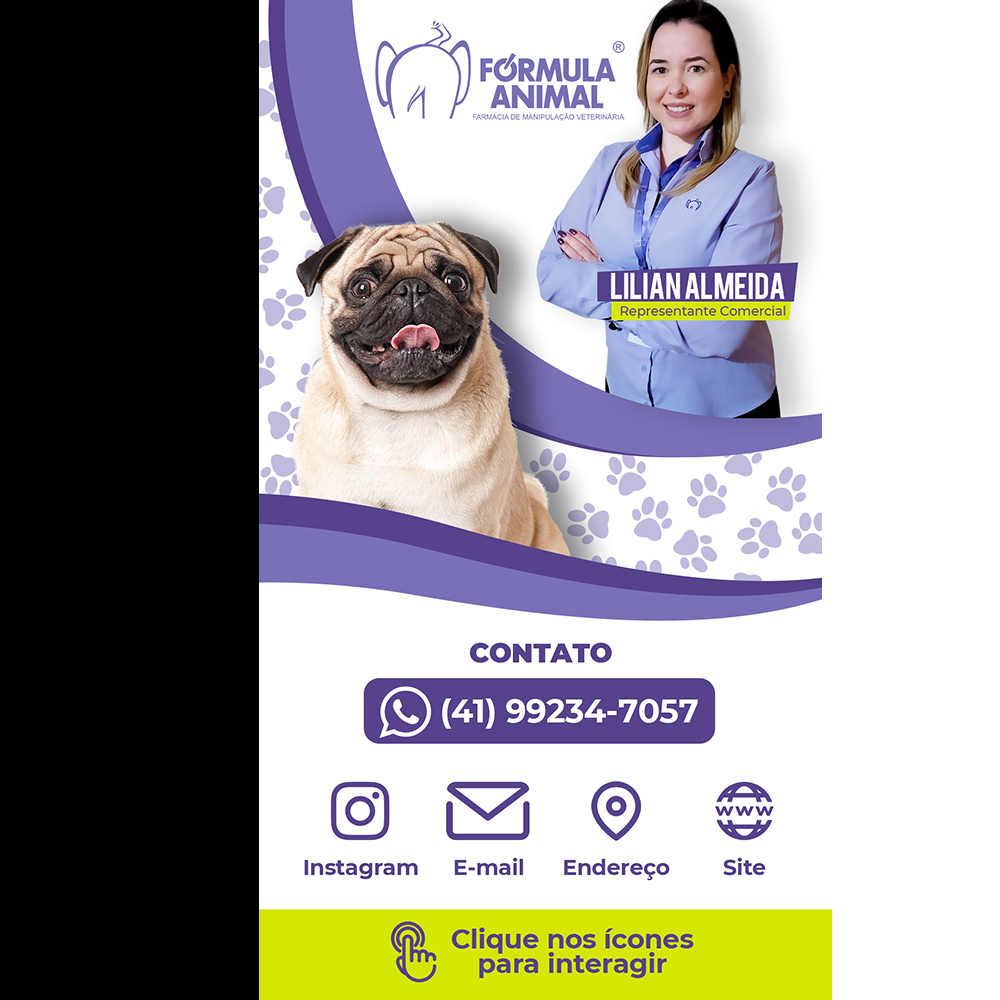 FÓRMULA
ANIMAL
®
FARMÁCIA DE MANIPULAÇÃO VETERINÁRIA
LILIAN ALMEIDA
Representante Comercial
CONTATO
(41) 99234-7057
www
Instagram E-mail Endereço Site
Clique nos ícones
para interagir